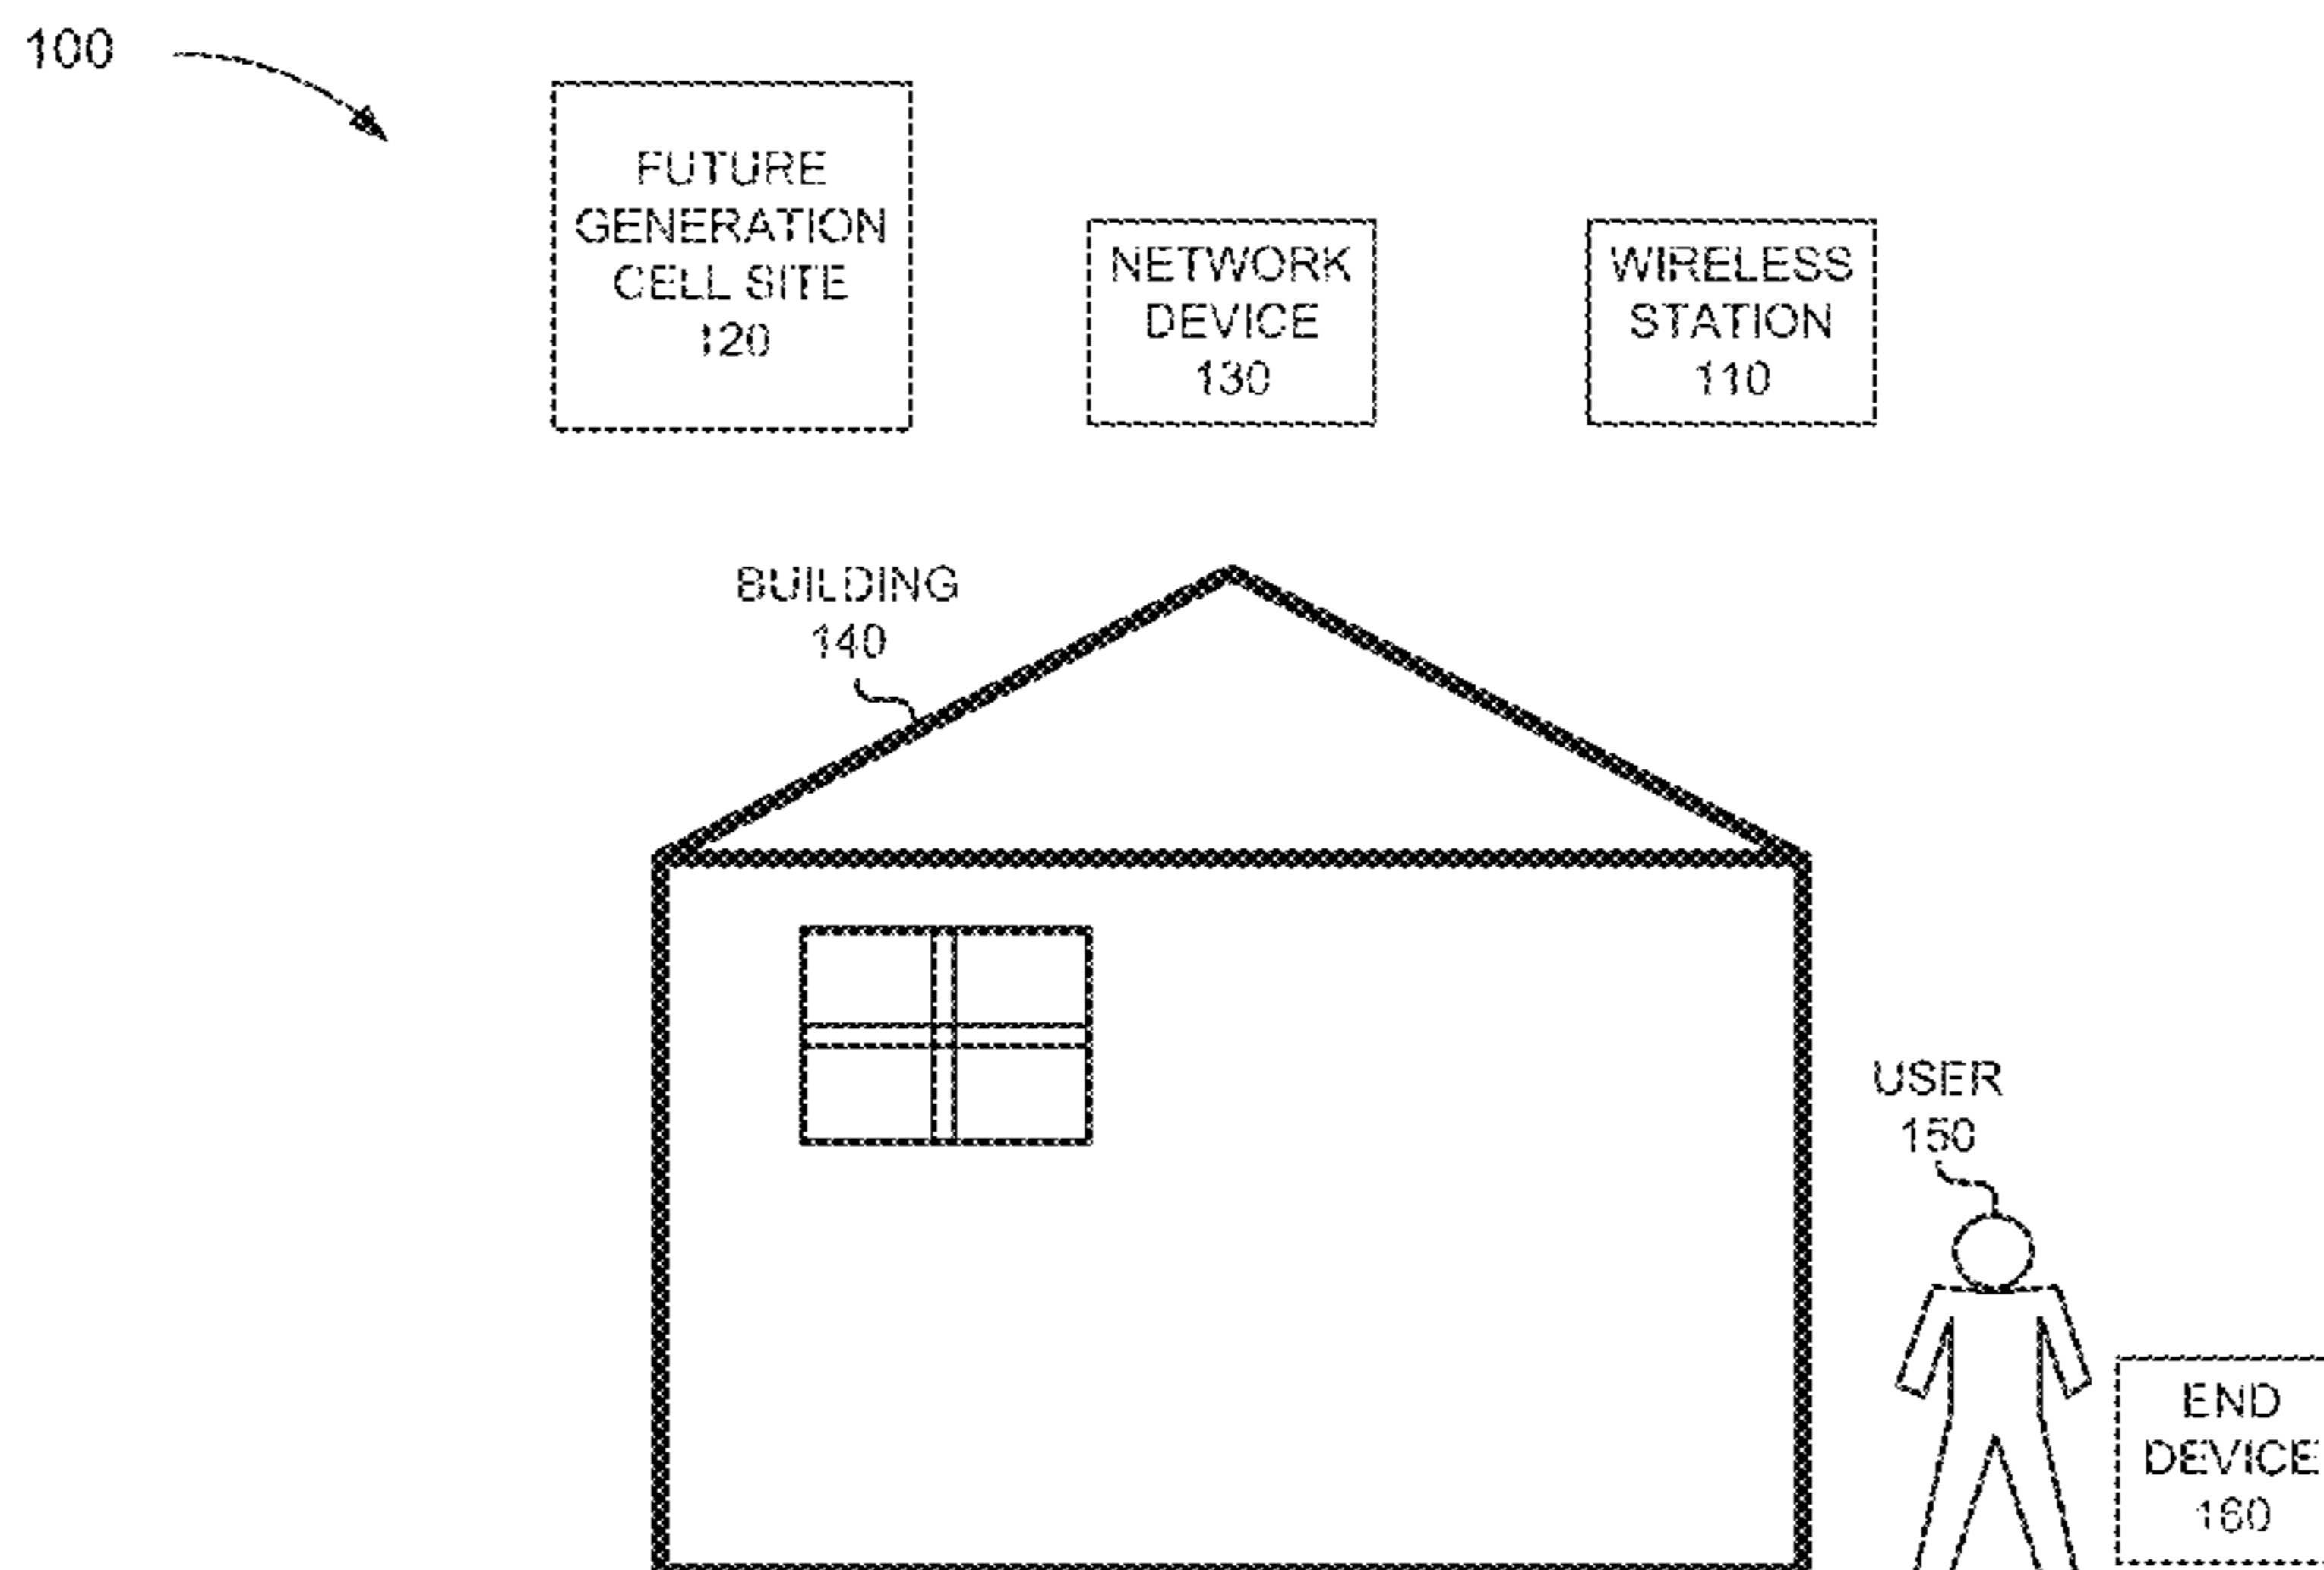 100
FUTURE
GENERATION
CELL SITE
120
NETWORK
DEVICE
130
WIRELESS
STATION
110
BUILDING
140
USER
150
END
DEVICE
160